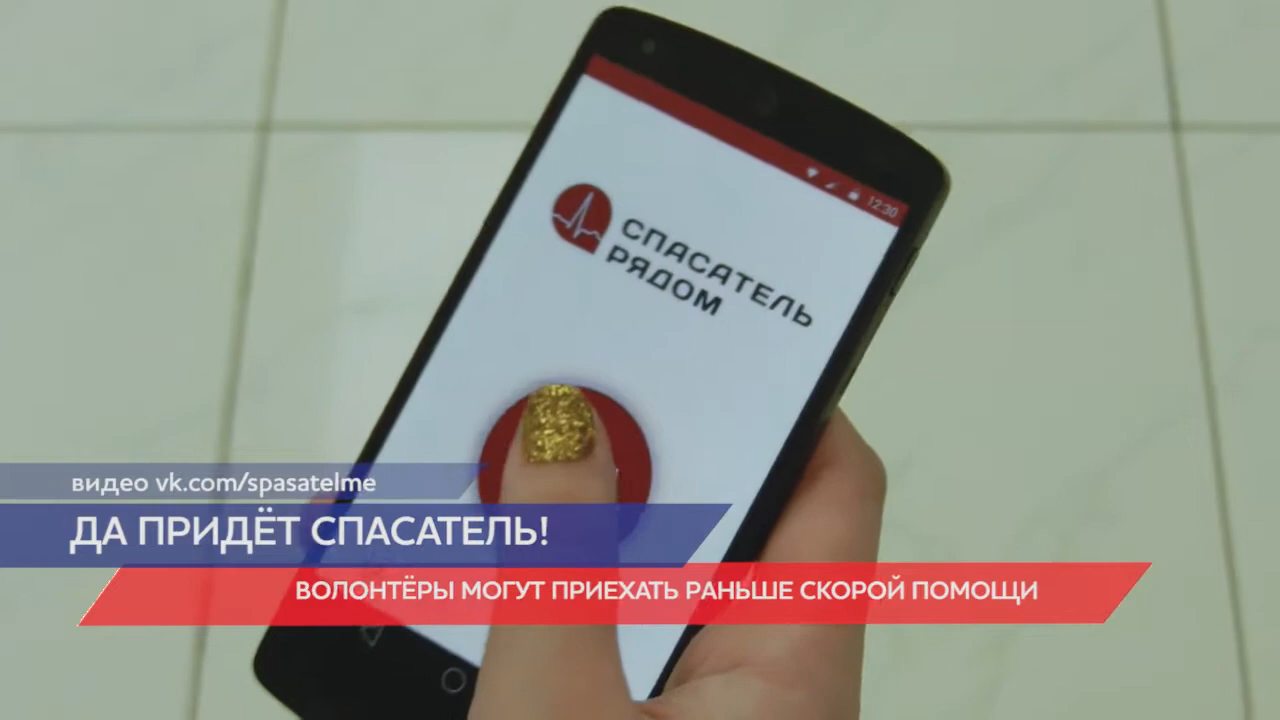 12:30
СПАСАТЕЛЬ
РЯДОМ
видео vk.com/spasatelme
ДА ПРИДЁТ СПАСАТЕЛЬ!
ВОЛОНТЁРЫ МОГУТ ПРИЕХАТЬ РАНЬШЕ СКОРОЙ ПОМОЩИ